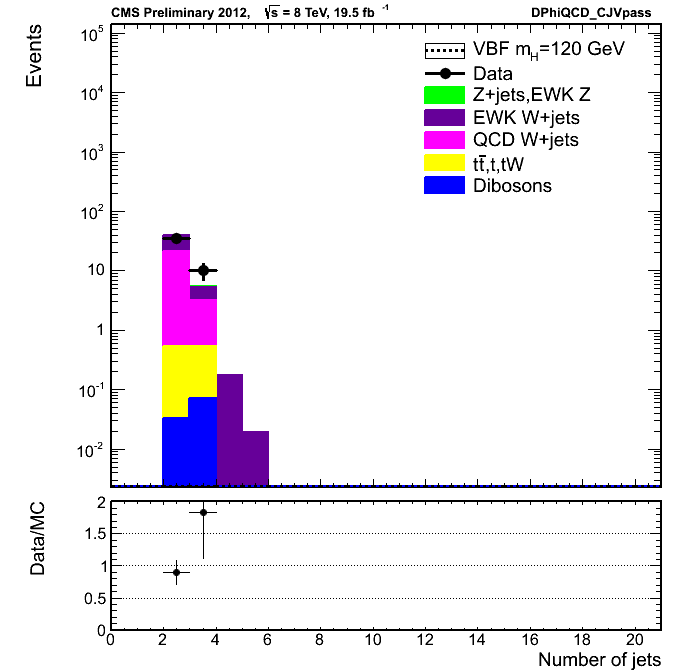 CMS Preliminary 2012, √s = 8 TeV, 19.5 fb⁻¹ DPhiQCD_CJVpass
Events
10⁵
10⁴
10³
10²
10
1
10⁻¹
10⁻²
VBF m_H=120 GeV
Data
Z+jets,EWK Z
EWK W+jets
QCD W+jets
tt̄,t,tW
Dibosons
Data/MC
2
1.5
1
0.5
0
0 2 4 6 8 10 12 14 16 18 20
Number of jets